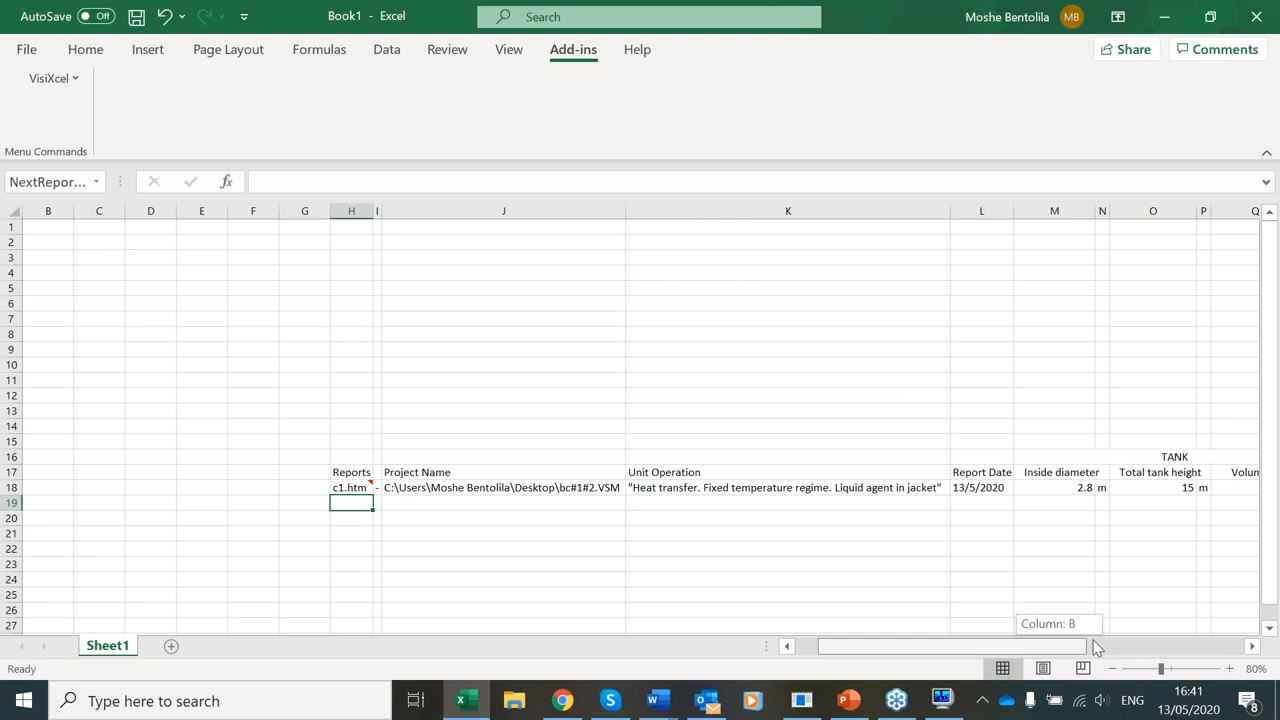 AutoSave Off Book1 - Excel Search Moshe Bentolila MB
File Home Insert Page Layout Formulas Data Review View Add-ins Help Share Comments
VisiXcel
Menu Commands
NextRepor... fx
B C D E F G H I J K L M N O P Q
1
2
3
4
5
6
7
8
9
10
11
12
13
14
15
16 TANK
17 Reports Project Name Unit Operation Report Date Inside diameter Total tank height Volum
18 c1.htm - C:\Users\Moshe Bentolila\Desktop\bc#1#2.VSM "Heat transfer. Fixed temperature regime. Liquid agent in jacket" 13/5/2020 2.8 m 15 m
19
20
21
22
23
24
25
26
27
Column: B
Sheet1
Ready 80%
Type here to search ENG 16:41
13/05/2020 8